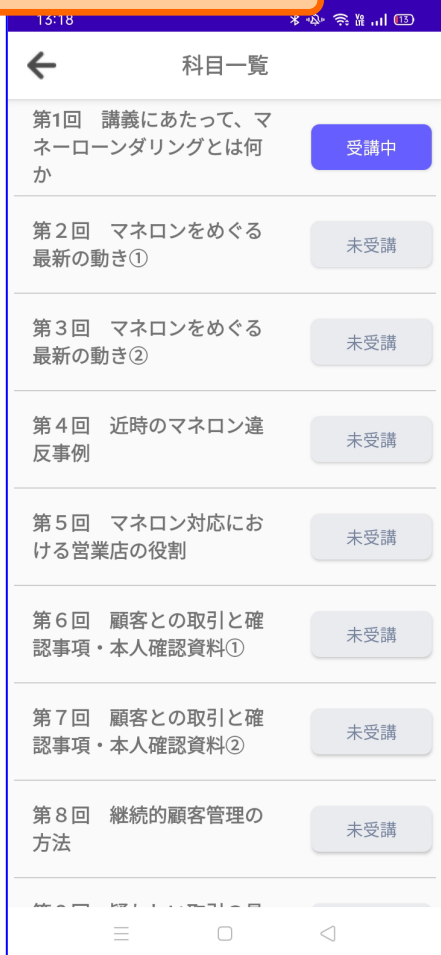 13:18
13
科目一覧
第1回　講義にあたって、マ
ネーローンダリングとは何
か
受講中
第２回　マネロンをめぐる
最新の動き①
未受講
第３回　マネロンをめぐる
最新の動き②
未受講
第４回　近時のマネロン違
反事例
未受講
第５回　マネロン対応にお
ける営業店の役割
未受講
第６回　顧客との取引と確
認事項・本人確認資料①
未受講
第７回　顧客との取引と確
認事項・本人確認資料②
未受講
第８回　継続的顧客管理の
方法
未受講